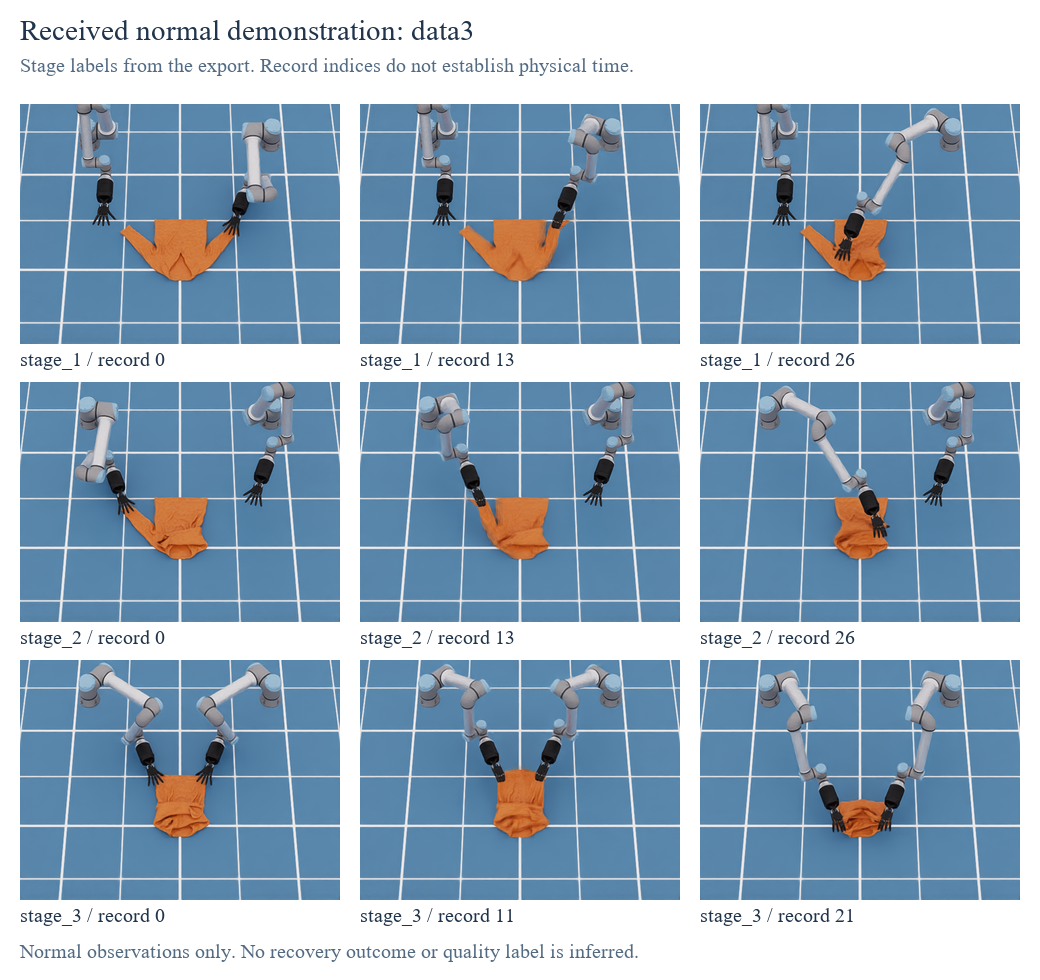 Received normal demonstration: data3
Stage labels from the export. Record indices do not establish physical time.
stage_1 / record 0
stage_1 / record 13
stage_1 / record 26
stage_2 / record 0
stage_2 / record 13
stage_2 / record 26
stage_3 / record 0
stage_3 / record 11
stage_3 / record 21
Normal observations only. No recovery outcome or quality label is inferred.